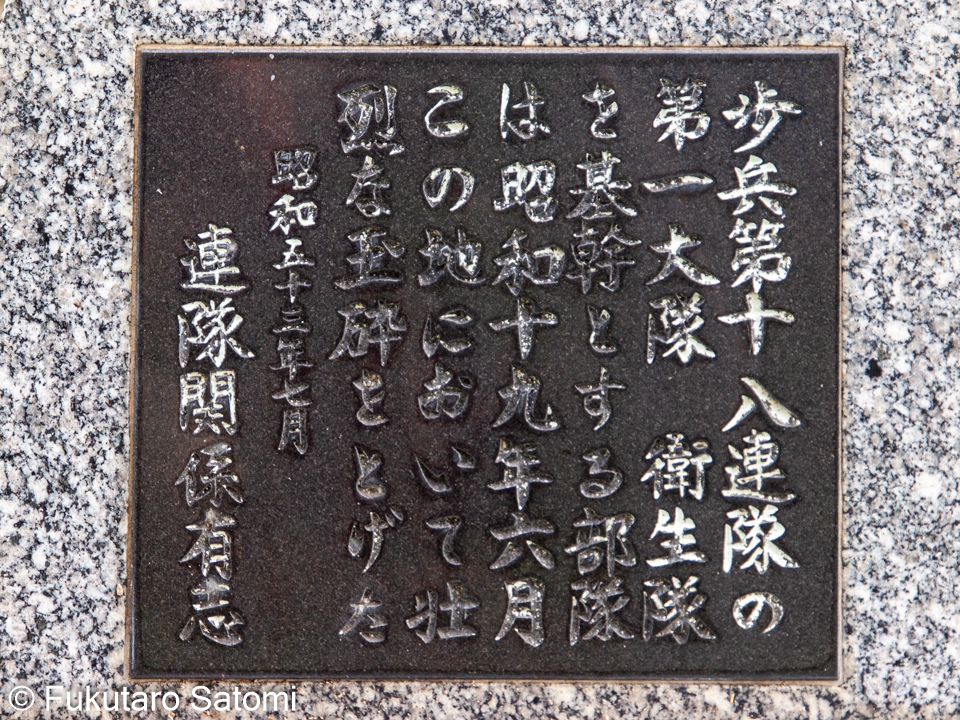 歩兵第十八連隊の
第一大隊 衛生隊
を基幹とする部隊
は昭和十九年六月
この地において壮
烈な玉砕をとげた
昭和五十三年七月
連隊関係有志
© Fukutaro Satomi